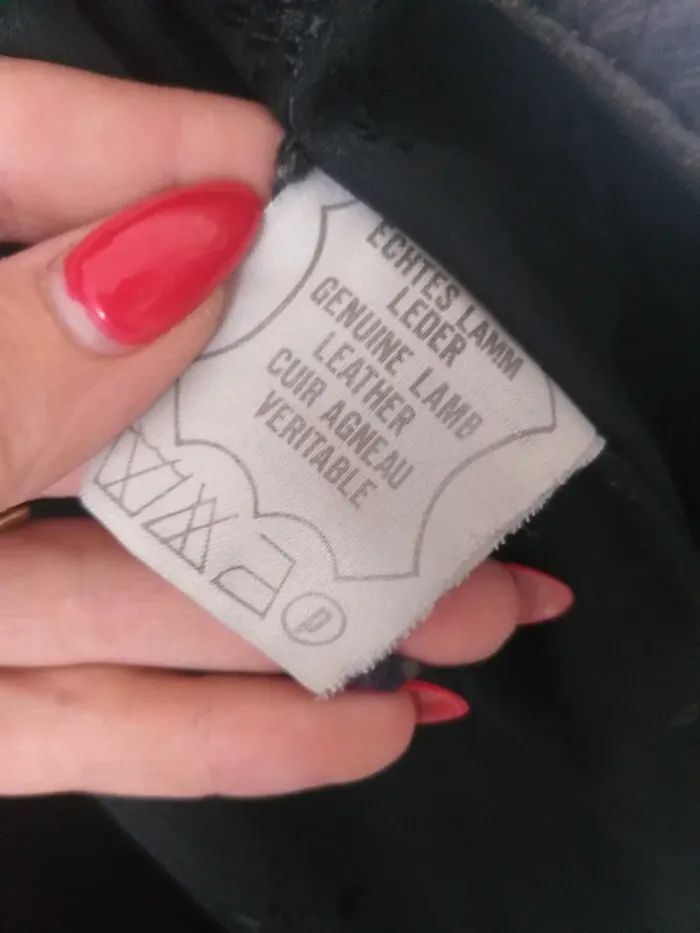 ECHTES LAMM
LEDER
GENUINE LAMB
LEATHER
CUIR AGNEAU
VERITABLE
P